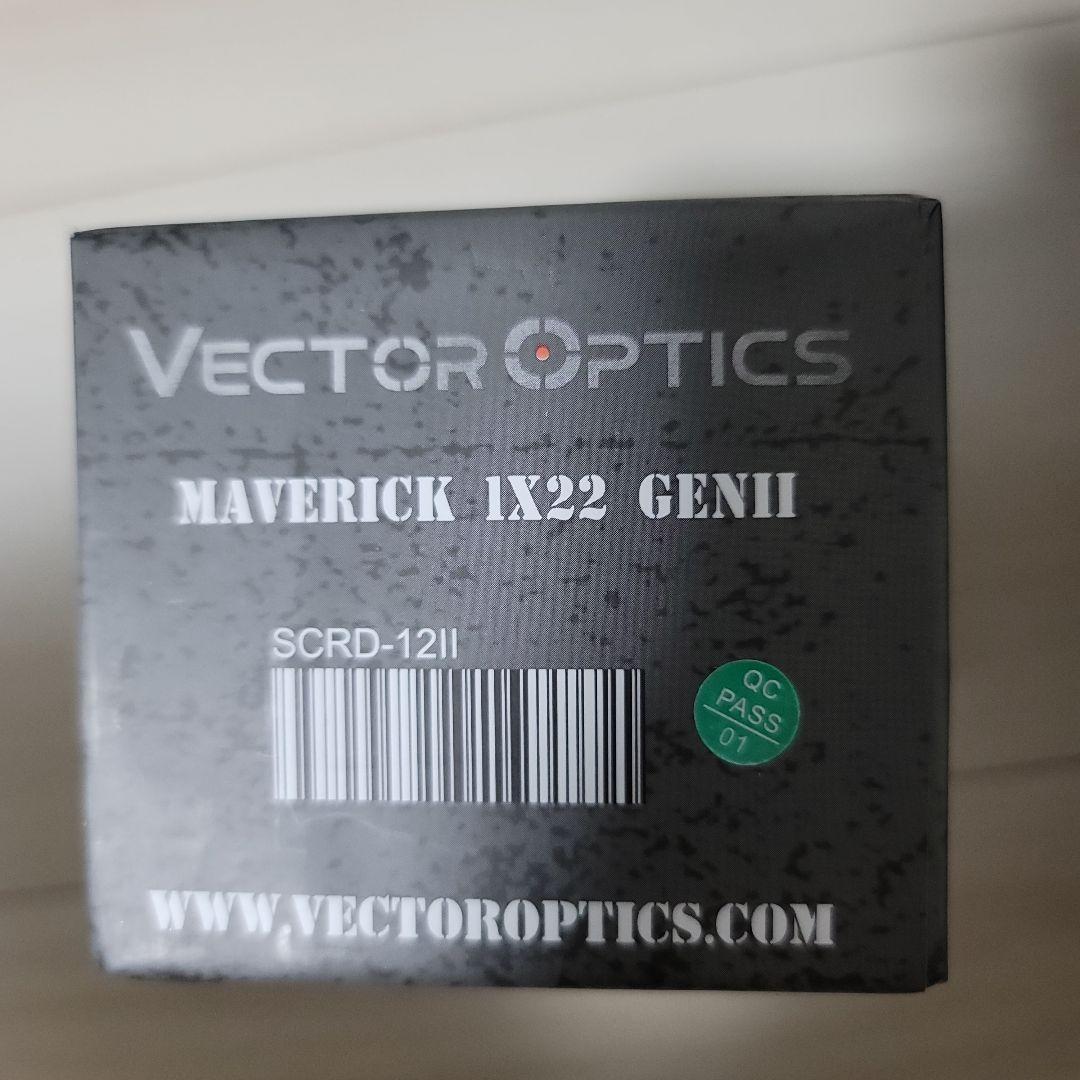 VECTOR OPTICS
MAVERICK 1X22 GENII
SCRD-12II
QC
PASS
01
WWW.VECTOROPTICS.COM